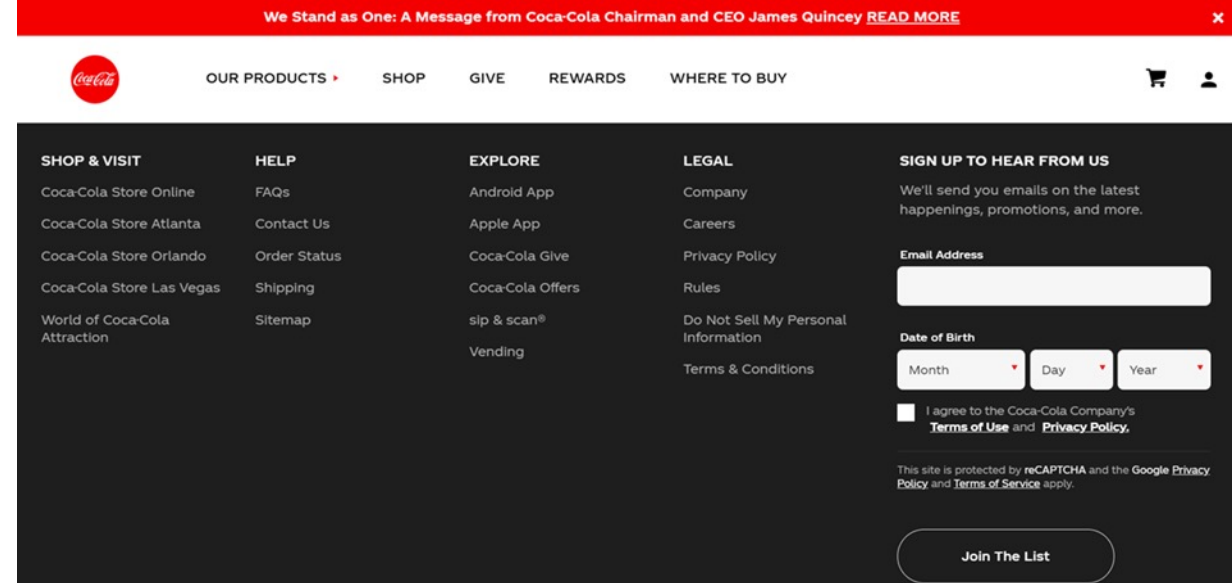 We Stand as One: A Message from Coca-Cola Chairman and CEO James Quincey READ MORE ×
Coca-Cola
OUR PRODUCTS SHOP GIVE REWARDS WHERE TO BUY
SHOP & VISIT
Coca-Cola Store Online
Coca-Cola Store Atlanta
Coca-Cola Store Orlando
Coca-Cola Store Las Vegas
World of Coca-Cola
Attraction
HELP
FAQs
Contact Us
Order Status
Shipping
Sitemap
EXPLORE
Android App
Apple App
Coca-Cola Give
Coca-Cola Offers
sip & scan®
Vending
LEGAL
Company
Careers
Privacy Policy
Rules
Do Not Sell My Personal
Information
Terms & Conditions
SIGN UP TO HEAR FROM US
We'll send you emails on the latest
happenings, promotions, and more.
Email Address
Date of Birth
Month Day Year
I agree to the Coca-Cola Company's
Terms of Use and Privacy Policy.
This site is protected by reCAPTCHA and the Google Privacy
Policy and Terms of Service apply.
Join The List